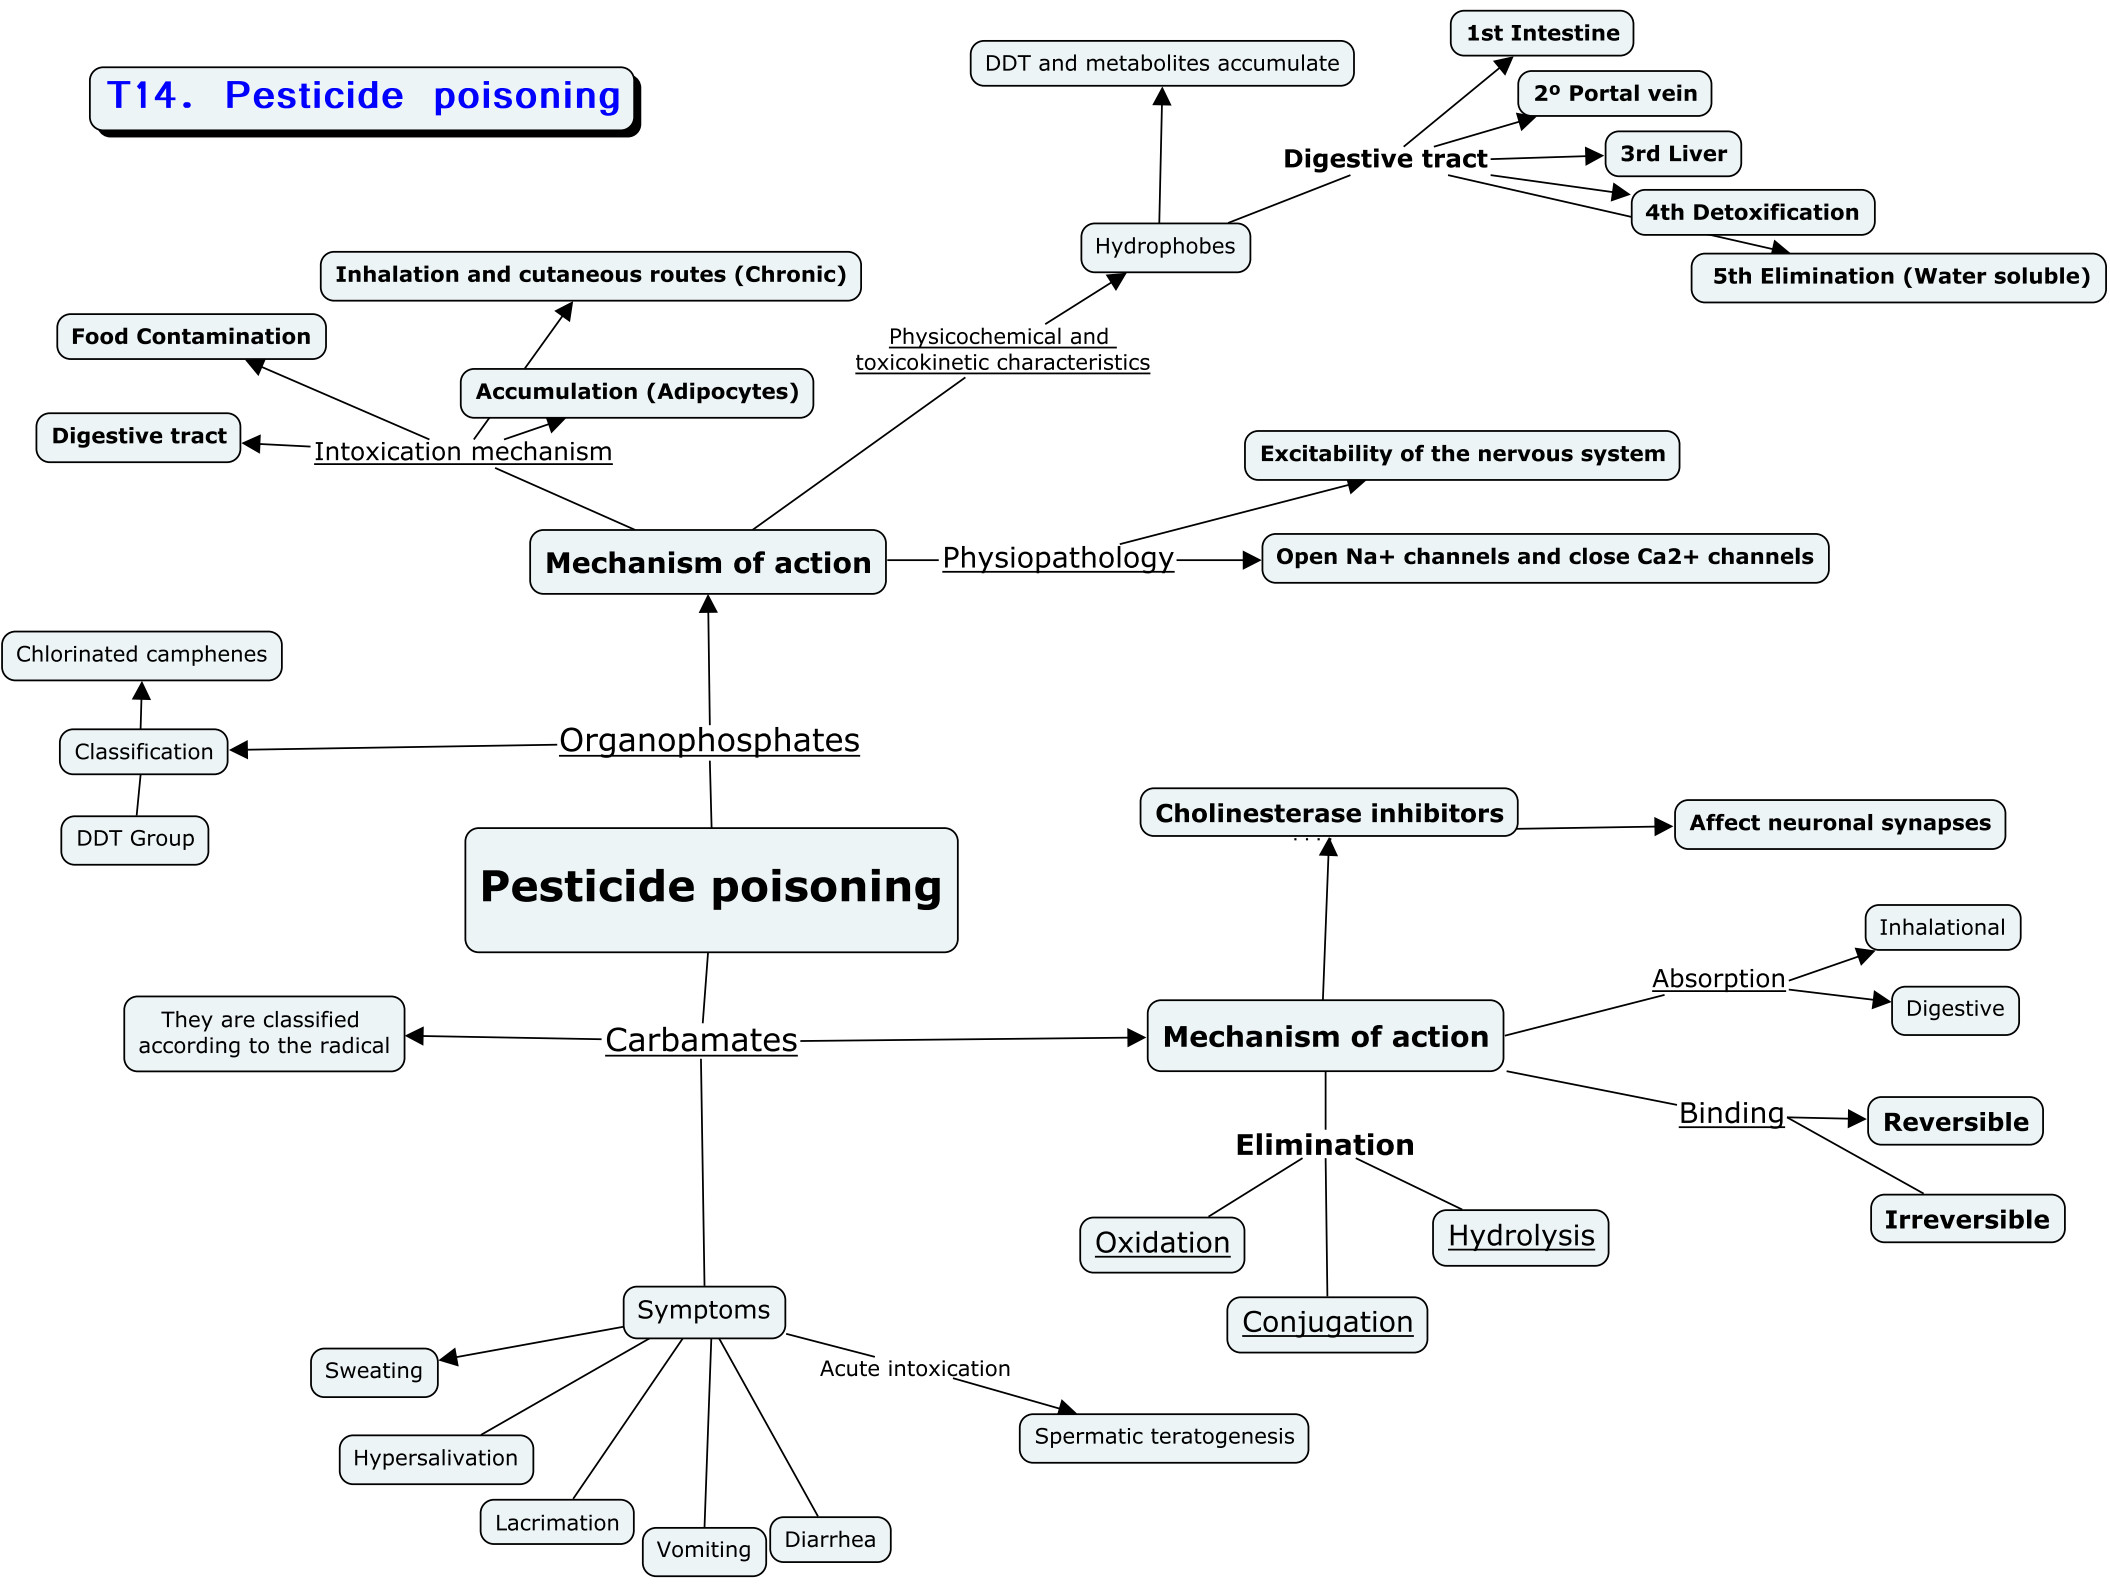 T14. Pesticide poisoning
DDT and metabolites accumulate
1st Intestine
2º Portal vein
Digestive tract
3rd Liver
4th Detoxification
5th Elimination (Water soluble)
Hydrophobes
Inhalation and cutaneous routes (Chronic)
Food Contamination
Physicochemical and
toxicokinetic characteristics
Accumulation (Adipocytes)
Digestive tract
Intoxication mechanism
Excitability of the nervous system
Mechanism of action
Physiopathology
Open Na+ channels and close Ca2+ channels
Chlorinated camphenes
Classification
Organophosphates
DDT Group
Cholinesterase inhibitors
Affect neuronal synapses
Pesticide poisoning
Inhalational
Absorption
Digestive
They are classified
according to the radical
Carbamates
Mechanism of action
Binding
Reversible
Elimination
Irreversible
Oxidation
Hydrolysis
Conjugation
Symptoms
Sweating
Acute intoxication
Hypersalivation
Spermatic teratogenesis
Lacrimation
Vomiting
Diarrhea